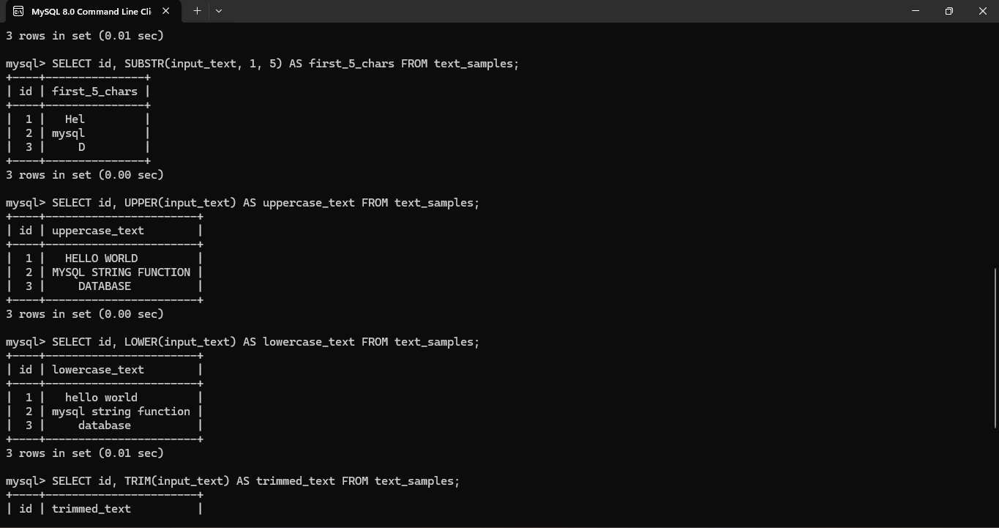 MySQL 8.0 Command Line Cli
3 rows in set (0.01 sec)
mysql> SELECT id, SUBSTR(input_text, 1, 5) AS first_5_chars FROM text_samples;
+----+---------------+
| id | first_5_chars |
+----+---------------+
|  1 |   Hel         |
|  2 | mysql         |
|  3 |     D         |
+----+---------------+
3 rows in set (0.00 sec)
mysql> SELECT id, UPPER(input_text) AS uppercase_text FROM text_samples;
+----+-----------------------+
| id | uppercase_text        |
+----+-----------------------+
|  1 |   HELLO WORLD         |
|  2 | MYSQL STRING FUNCTION |
|  3 |     DATABASE          |
+----+-----------------------+
3 rows in set (0.00 sec)
mysql> SELECT id, LOWER(input_text) AS lowercase_text FROM text_samples;
+----+-----------------------+
| id | lowercase_text        |
+----+-----------------------+
|  1 |   hello world         |
|  2 | mysql string function |
|  3 |     database          |
+----+-----------------------+
3 rows in set (0.01 sec)
mysql> SELECT id, TRIM(input_text) AS trimmed_text FROM text_samples;
+----+-----------------------+
| id | trimmed_text          |